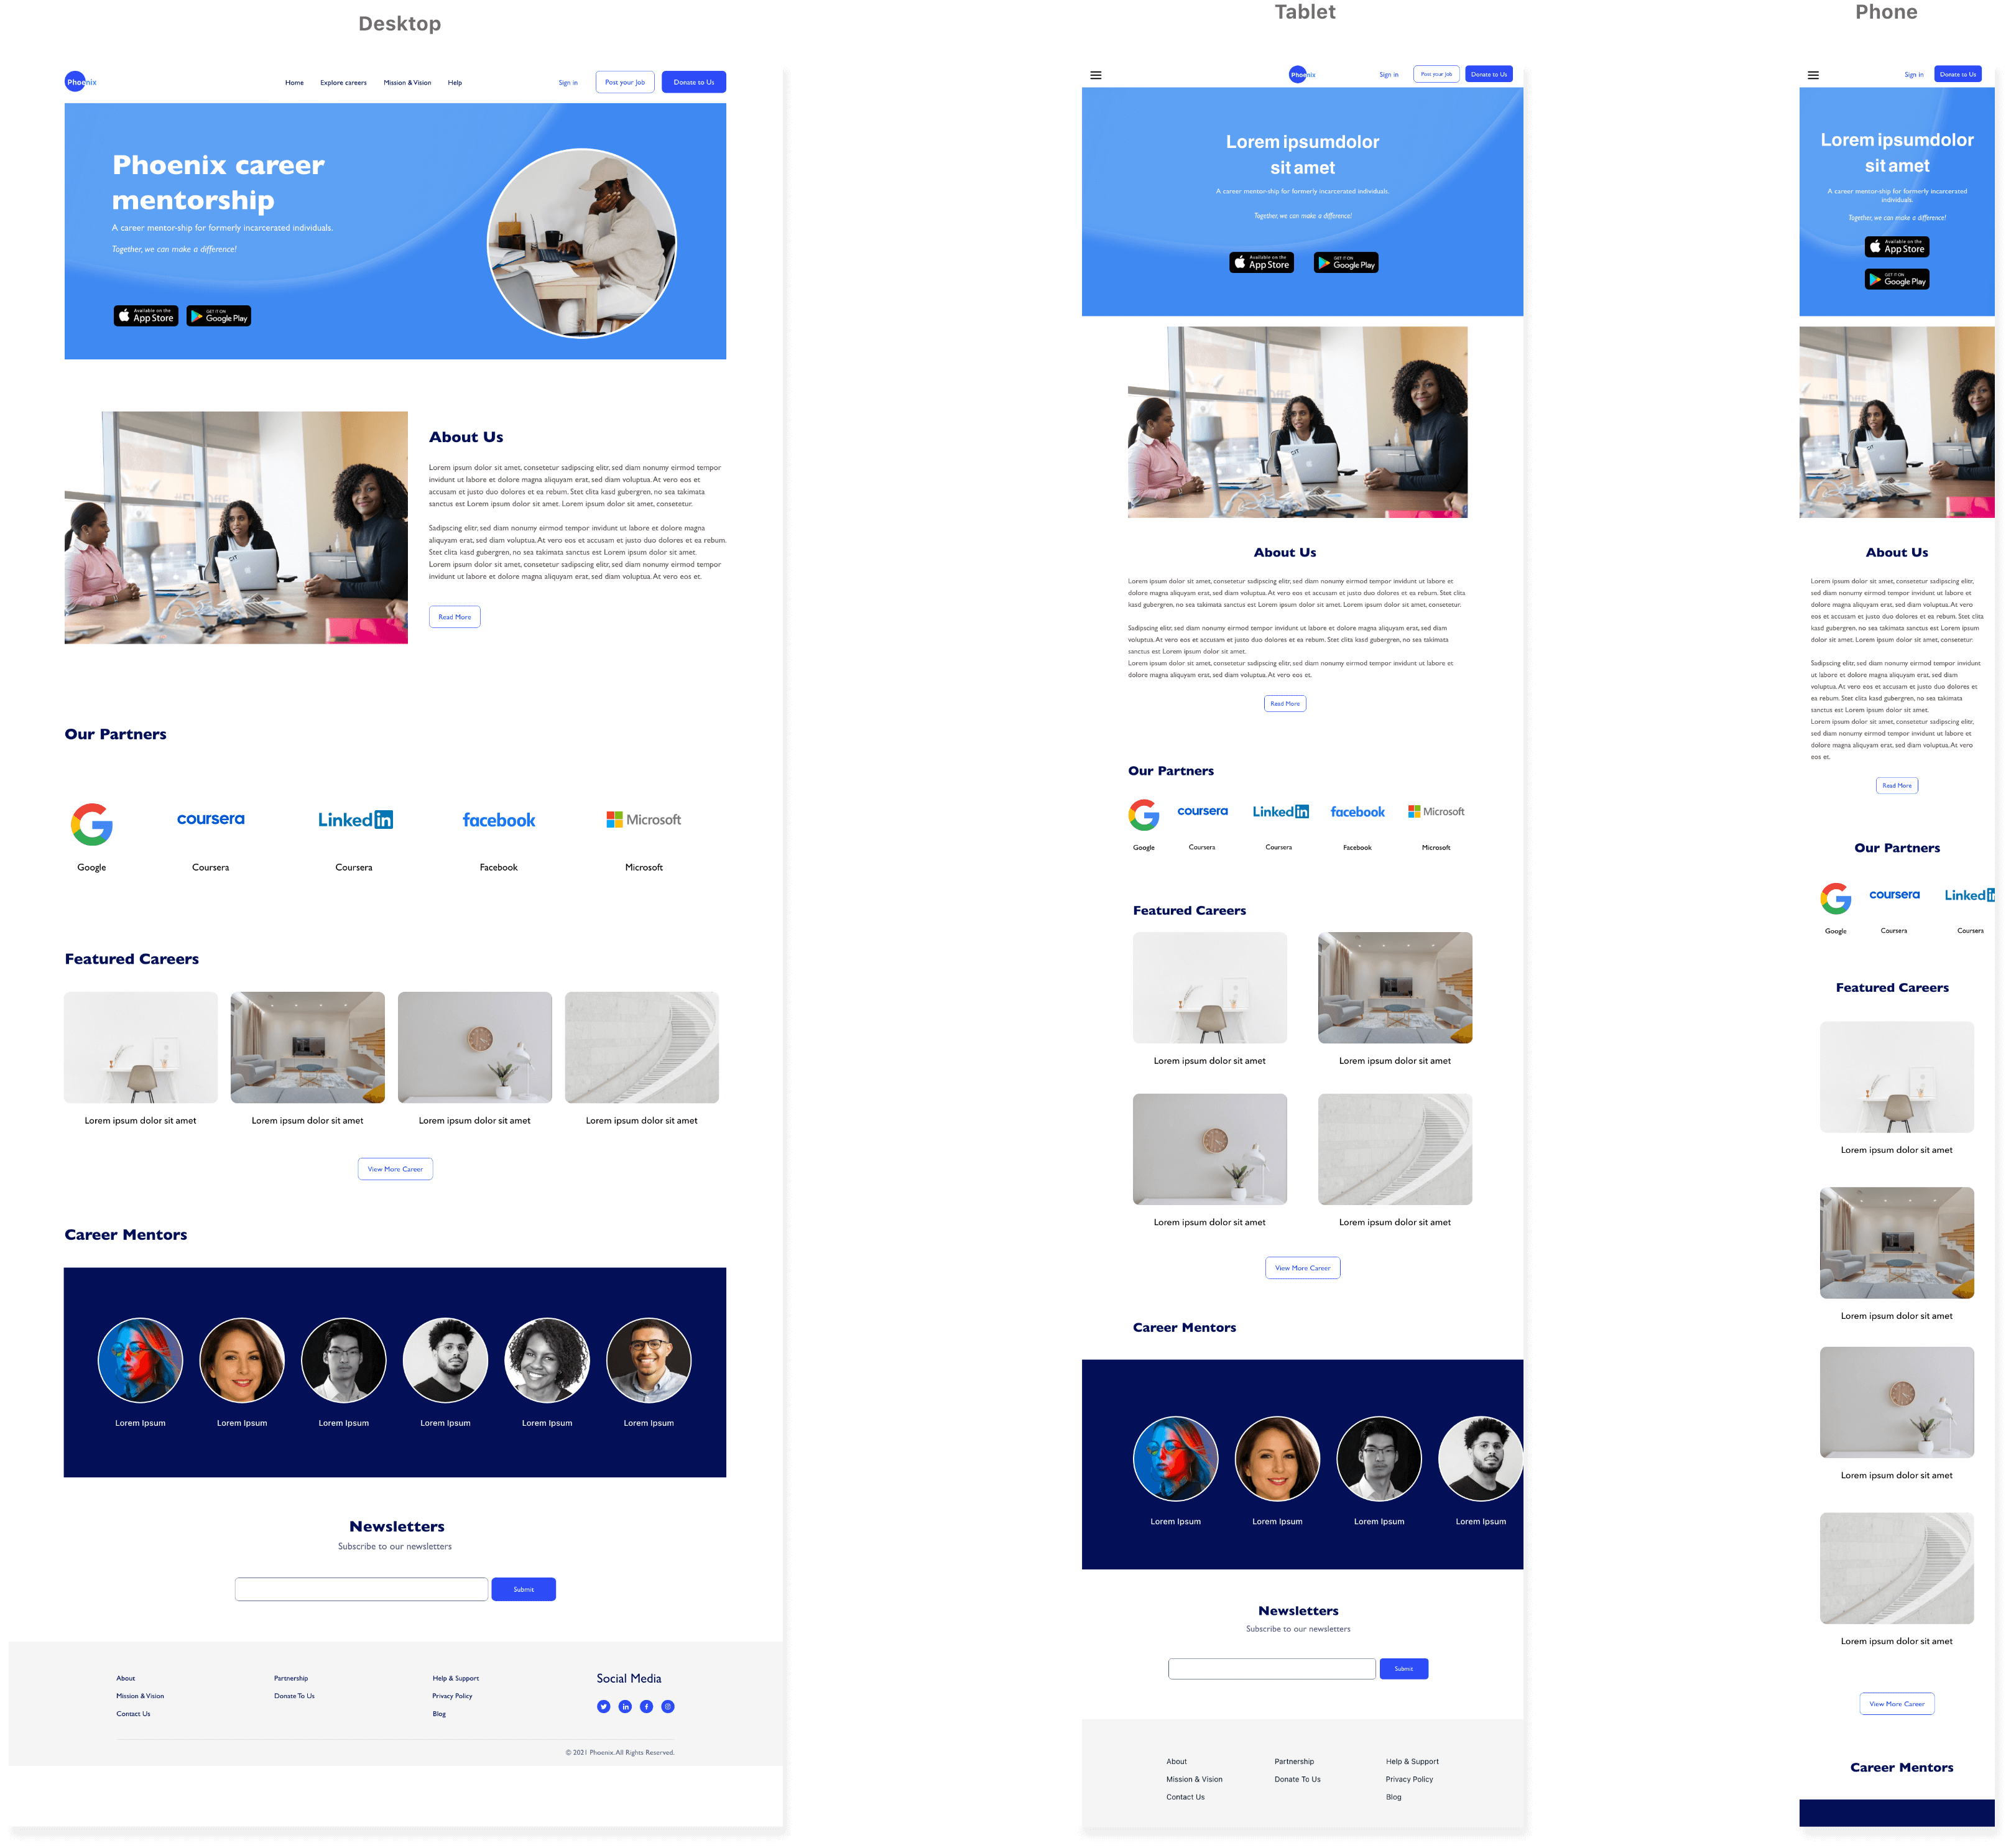 Desktop
Phoenix
Home Explore careers Mission & Vision Help Sign in Post your Job Donate to Us
Phoenix career
mentorship
A career mentor-ship for formerly incarcerated individuals.
Together, we can make a difference!
Available on the
App Store
GET IT ON
Google Play
About Us
Lorem ipsum dolor sit amet, consetetur sadipscing elitr, sed diam nonumy eirmod tempor
invidunt ut labore et dolore magna aliquyam erat, sed diam voluptua. At vero eos et
accusam et justo duo dolores et ea rebum. Stet clita kasd gubergren, no sea takimata
sanctus est Lorem ipsum dolor sit amet. Lorem ipsum dolor sit amet, consetetur.
Sadipscing elitr, sed diam nonumy eirmod tempor invidunt ut labore et dolore magna
aliquyam erat, sed diam voluptua. At vero eos et accusam et justo duo dolores et ea rebum.
Stet clita kasd gubergren, no sea takimata sanctus est Lorem ipsum dolor sit amet.
Lorem ipsum dolor sit amet, consetetur sadipscing elitr, sed diam nonumy eirmod tempor
invidunt ut labore et dolore magna aliquyam erat, sed diam voluptua. At vero eos et.
Read More
Our Partners
G coursera Linked in facebook Microsoft
Google Coursera Coursera Facebook Microsoft
Featured Careers
Lorem ipsum dolor sit amet Lorem ipsum dolor sit amet Lorem ipsum dolor sit amet Lorem ipsum dolor sit amet
View More Career
Career Mentors
Lorem Ipsum Lorem Ipsum Lorem Ipsum Lorem Ipsum Lorem Ipsum Lorem Ipsum
Newsletters
Subscribe to our newsletters
Submit
About Partnership Help & Support Social Media
Mission & Vision Donate To Us Privacy Policy
Contact Us Blog
© 2021 Phoenix. All Rights Reserved.
Tablet
Phoenix Sign in Post your Job Donate to Us
Lorem ipsumdolor
sit amet
A career mentor-ship for formerly incarcerated individuals.
Together, we can make a difference!
Available on the
App Store
GET IT ON
Google Play
About Us
Lorem ipsum dolor sit amet, consetetur sadipscing elitr, sed diam nonumy eirmod tempor invidunt ut labore et
dolore magna aliquyam erat, sed diam voluptua. At vero eos et accusam et justo duo dolores et ea rebum. Stet clita
kasd gubergren, no sea takimata sanctus est Lorem ipsum dolor sit amet. Lorem ipsum dolor sit amet, consetetur.
Sadipscing elitr, sed diam nonumy eirmod tempor invidunt ut labore et dolore magna aliquyam erat, sed diam
voluptua. At vero eos et accusam et justo duo dolores et ea rebum. Stet clita kasd gubergren, no sea takimata
sanctus est Lorem ipsum dolor sit amet.
Lorem ipsum dolor sit amet, consetetur sadipscing elitr, sed diam nonumy eirmod tempor invidunt ut labore et
dolore magna aliquyam erat, sed diam voluptua. At vero eos et.
Read More
Our Partners
G coursera Linked in facebook Microsoft
Google Coursera Coursera Facebook Microsoft
Featured Careers
Lorem ipsum dolor sit amet Lorem ipsum dolor sit amet
Lorem ipsum dolor sit amet Lorem ipsum dolor sit amet
View More Career
Career Mentors
Lorem Ipsum Lorem Ipsum Lorem Ipsum Lorem Ipsum
Newsletters
Subscribe to our newsletters
Submit
About Partnership Help & Support
Mission & Vision Donate To Us Privacy Policy
Contact Us Blog
Phone
Sign in Donate to Us
Lorem ipsumdolor
sit amet
A career mentor-ship for formerly incarcerated
individuals.
Together, we can make a difference!
Available on the
App Store
GET IT ON
Google Play
About Us
Lorem ipsum dolor sit amet, consetetur sadipscing elitr,
sed diam nonumy eirmod tempor invidunt ut labore et
dolore magna aliquyam erat, sed diam voluptua. At vero
eos et accusam et justo duo dolores et ea rebum. Stet clita
kasd gubergren, no sea takimata sanctus est Lorem ipsum
dolor sit amet. Lorem ipsum dolor sit amet, consetetur.
Sadipscing elitr, sed diam nonumy eirmod tempor invidunt
ut labore et dolore magna aliquyam erat, sed diam
voluptua. At vero eos et accusam et justo duo dolores et
ea rebum. Stet clita kasd gubergren, no sea takimata
sanctus est Lorem ipsum dolor sit amet.
Lorem ipsum dolor sit amet, consetetur sadipscing elitr,
sed diam nonumy eirmod tempor invidunt ut labore et
dolore magna aliquyam erat, sed diam voluptua. At vero
eos et.
Read More
Our Partners
G coursera Linked in
Google Coursera Coursera
Featured Careers
Lorem ipsum dolor sit amet
Lorem ipsum dolor sit amet
Lorem ipsum dolor sit amet
Lorem ipsum dolor sit amet
View More Career
Career Mentors